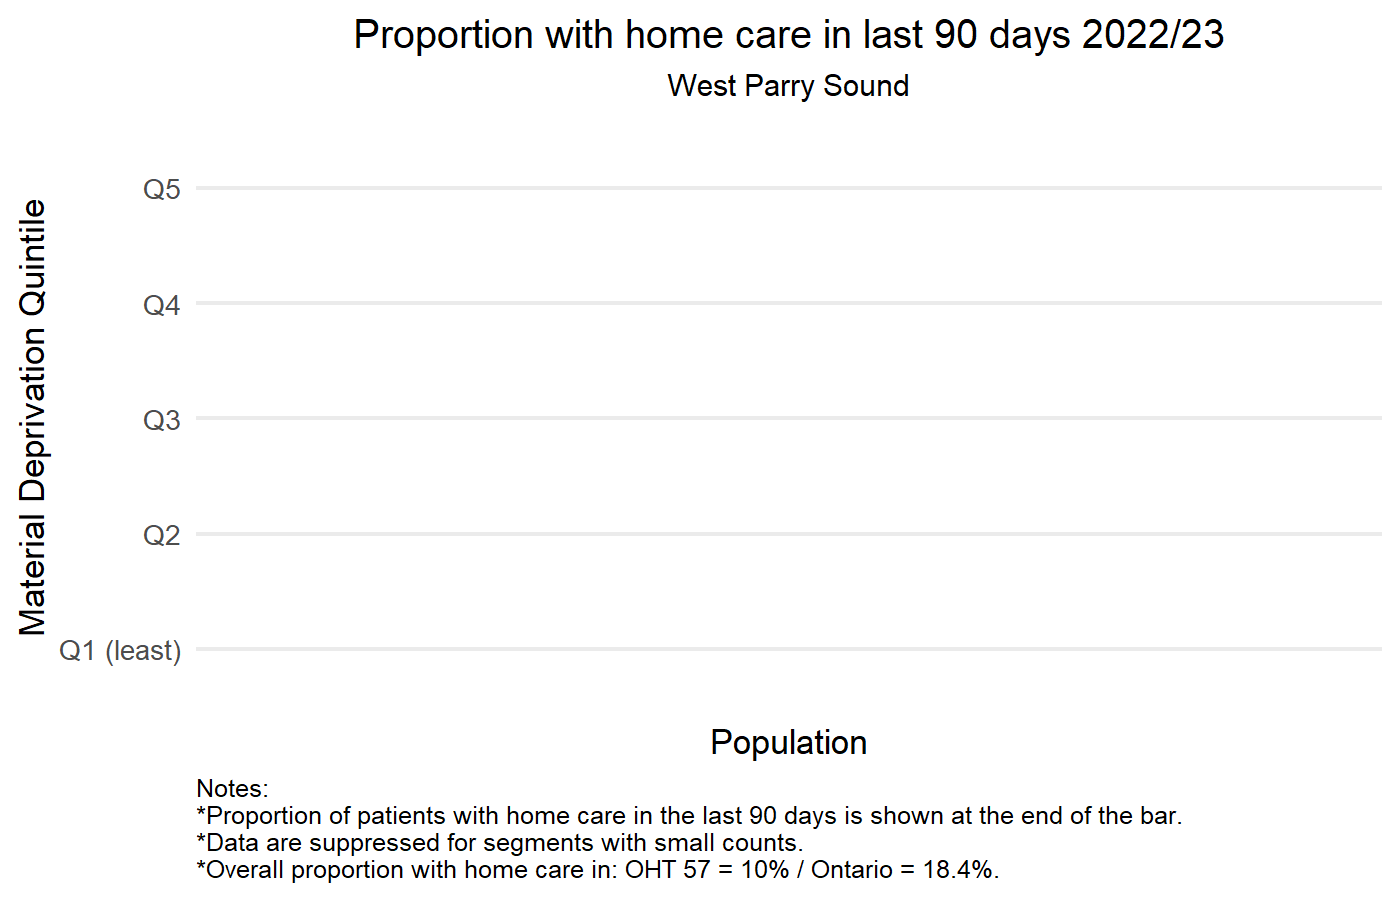 Proportion with home care in last 90 days 2022/23
West Parry Sound
Material Deprivation Quintile
Q5
Q4
Q3
Q2
Q1 (least)
Population
Notes:
*Proportion of patients with home care in the last 90 days is shown at the end of the bar.
*Data are suppressed for segments with small counts.
*Overall proportion with home care in: OHT 57 = 10% / Ontario = 18.4%.